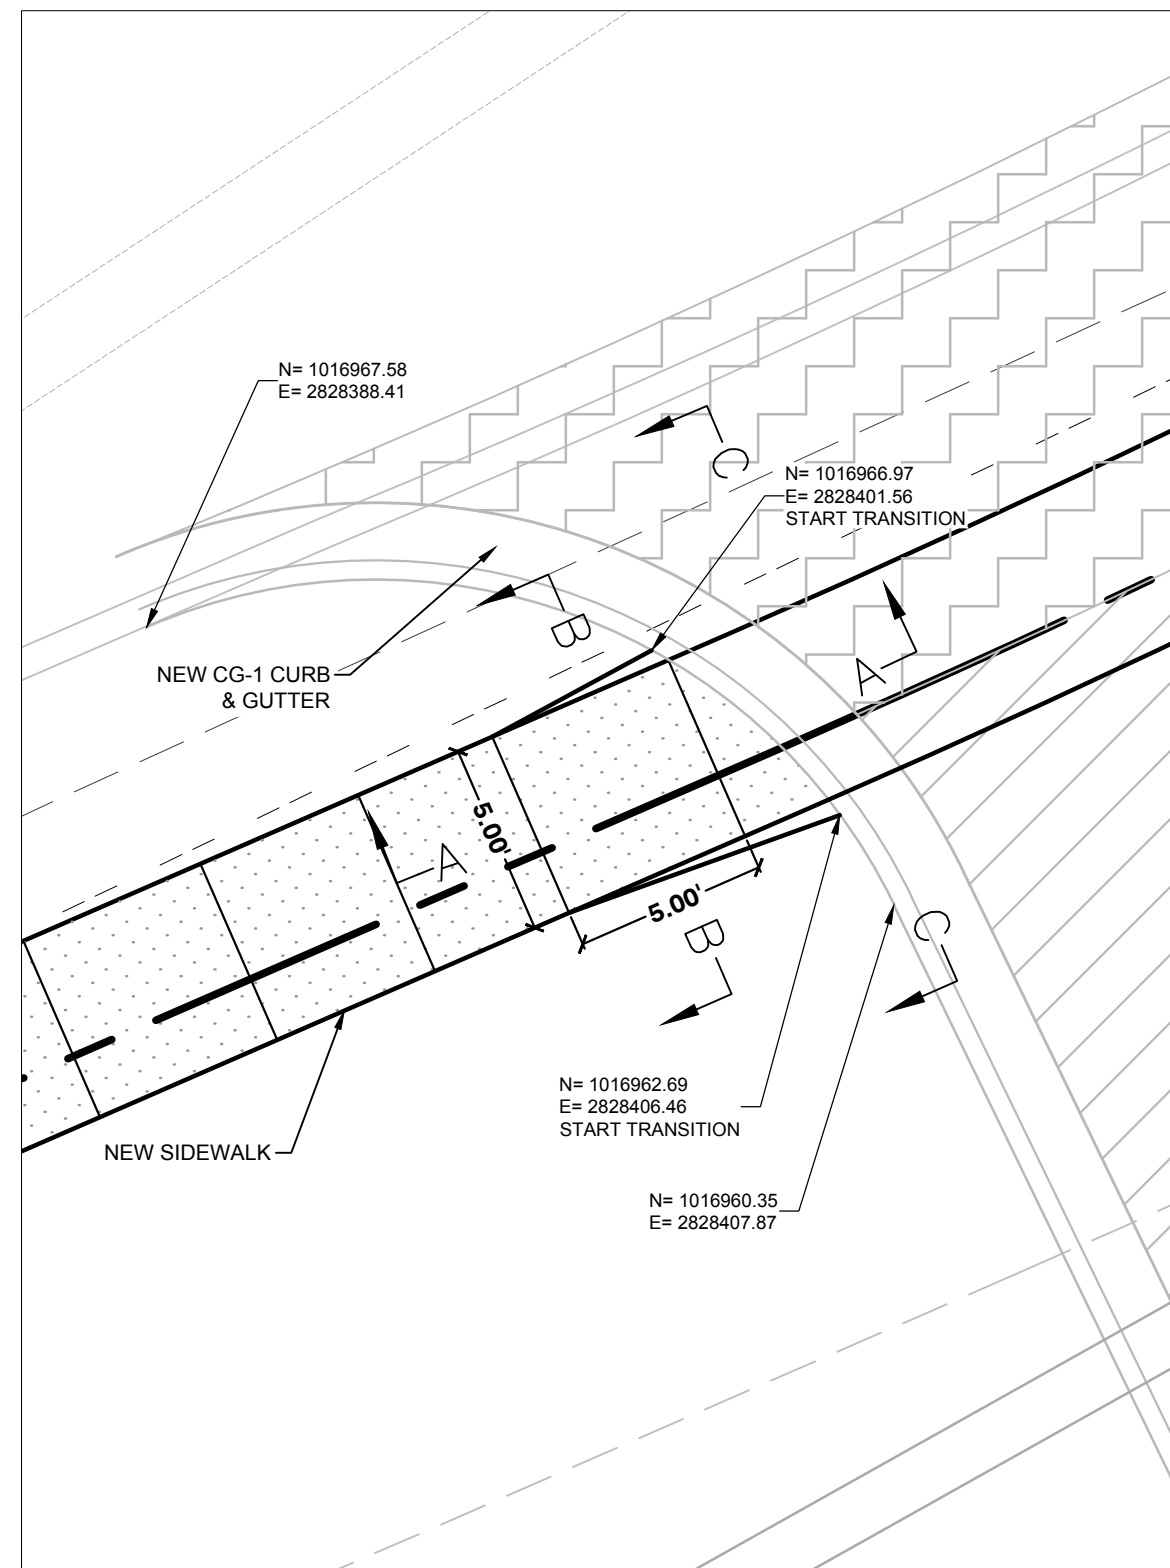 N= 1016967.58
E= 2828388.41
C
N= 1016966.97
E= 2828401.56
START TRANSITION
B
NEW CG-1 CURB
& GUTTER
A
5.00'
A
5.00'
B
C
N= 1016962.69
E= 2828406.46
START TRANSITION
NEW SIDEWALK
N= 1016960.35
E= 2828407.87